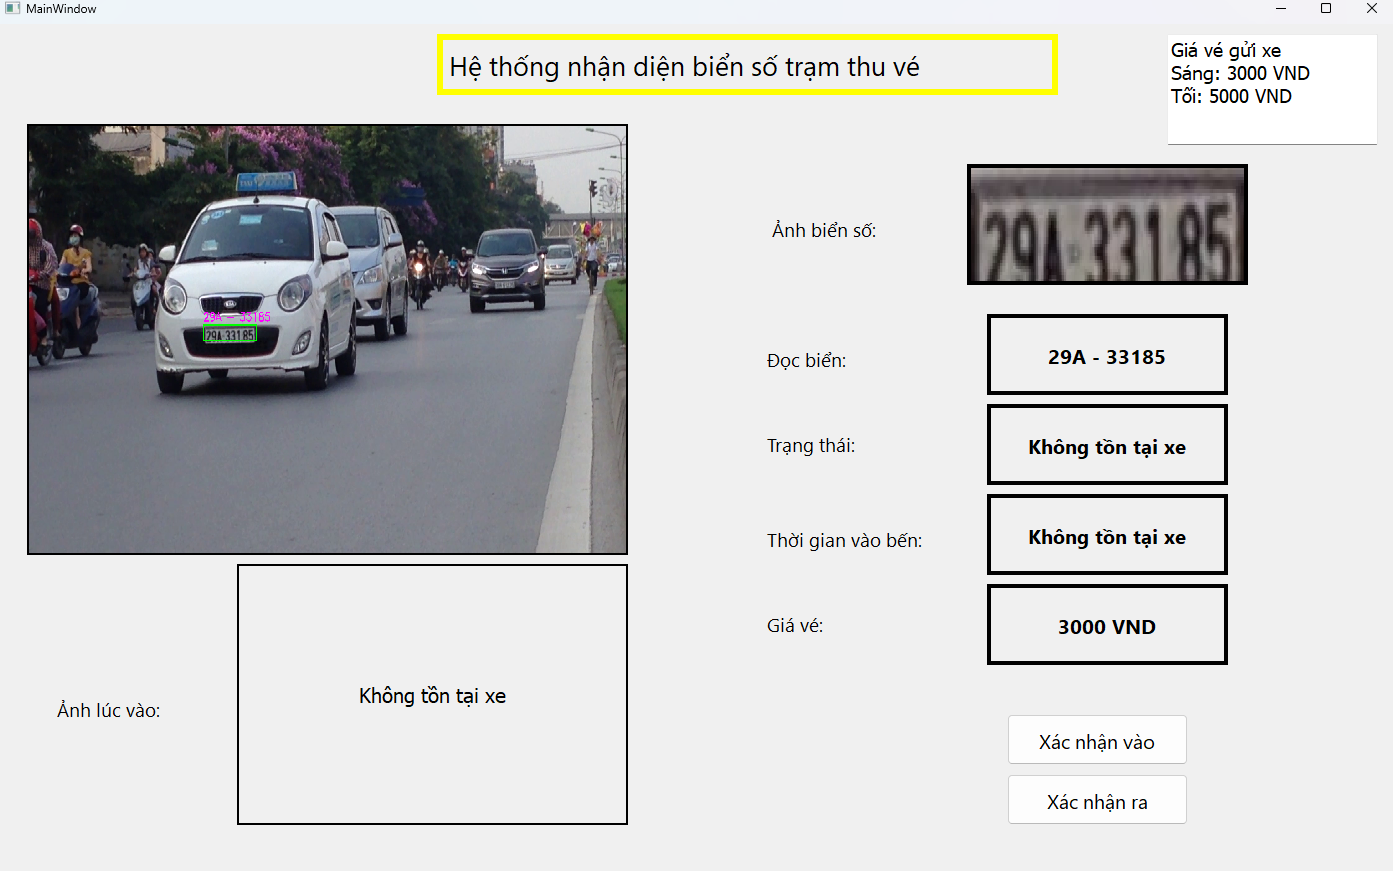 MainWindow
Hệ thống nhận diện biển số trạm thu vé
Giá vé gửi xe
Sáng: 3000 VND
Tối: 5000 VND
29A - 33185
29A 33185
Ảnh biển số:
29A-33185
Đọc biển:
29A - 33185
Trạng thái:
Không tồn tại xe
Thời gian vào bến:
Không tồn tại xe
Giá vé:
3000 VND
Ảnh lúc vào:
Không tồn tại xe
Xác nhận vào
Xác nhận ra